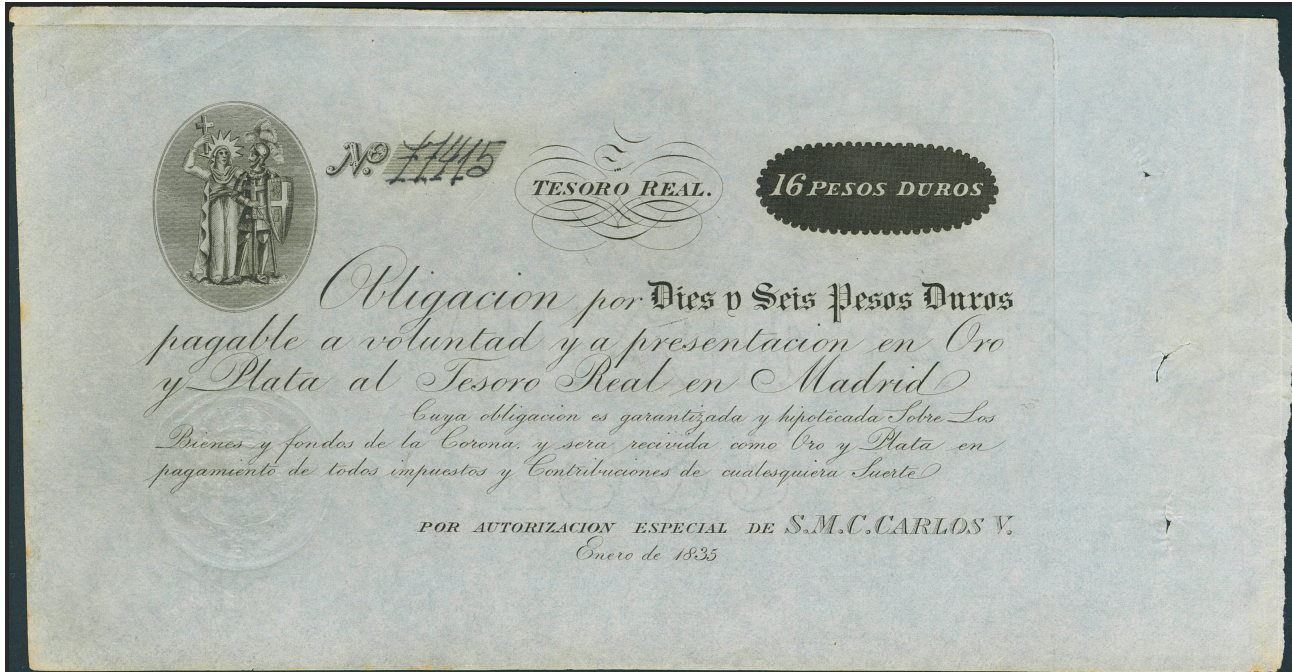 Nº 17415
TESORO REAL.
16 PESOS DUROS
Obligacion por Dies y Seis Pesos Duros
pagable a voluntad y a presentacion en Oro
y Plata al Tesoro Real en Madrid
Cuya obligacion es garantizada y hipotécada Sobre Los
Bienes y fondos de la Corona, y sera recivida como Oro y Plata en
pagamiento de todos impuestos y Contribuciones de cualesquiera Suerte
POR AUTORIZACION ESPECIAL DE S.M.C. CARLOS V.
Enero de 1835